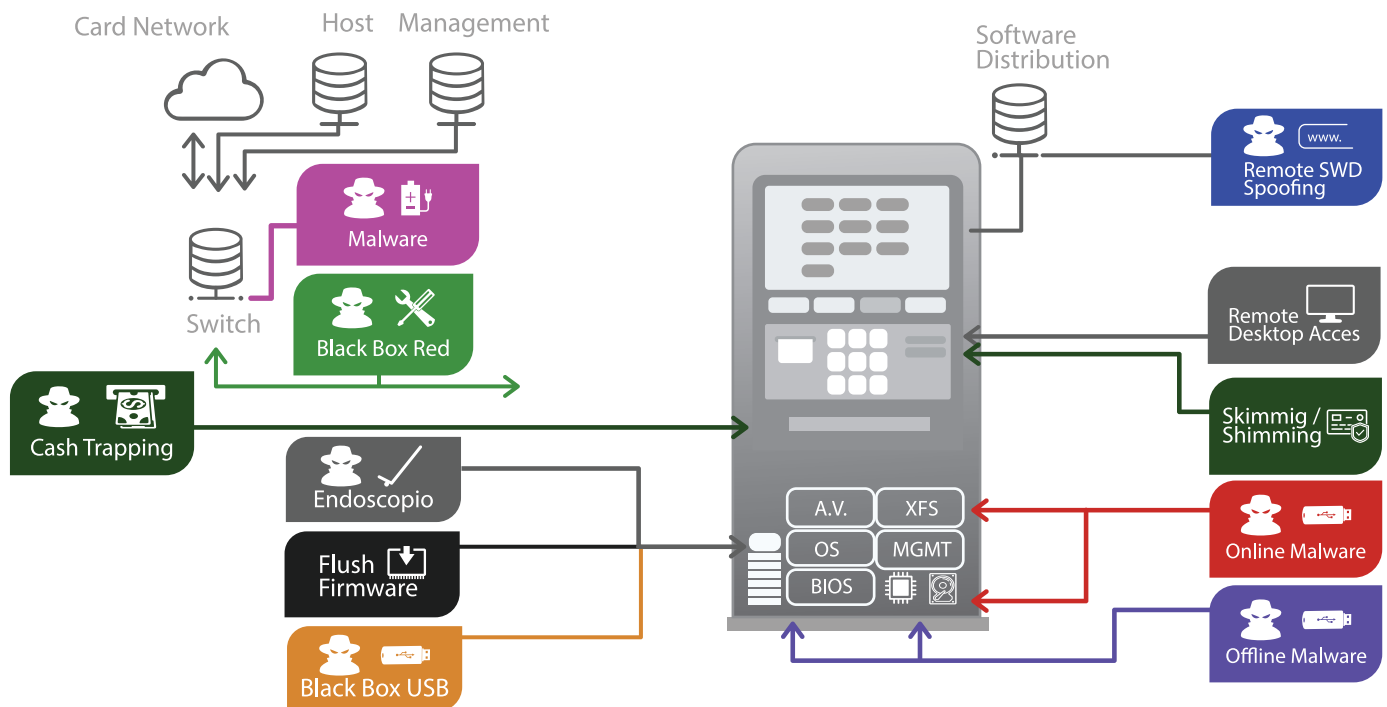 Card Network
Host
Management
Software
Distribution
www.
Remote SWD
Spoofing
Malware
Switch
Black Box Red
Remote
Desktop Acces
Cash Trapping
Skimmig /
Shimming
Endoscopio
A.V.
XFS
OS
MGMT
BIOS
Online Malware
Flush
Firmware
Offline Malware
Black Box USB